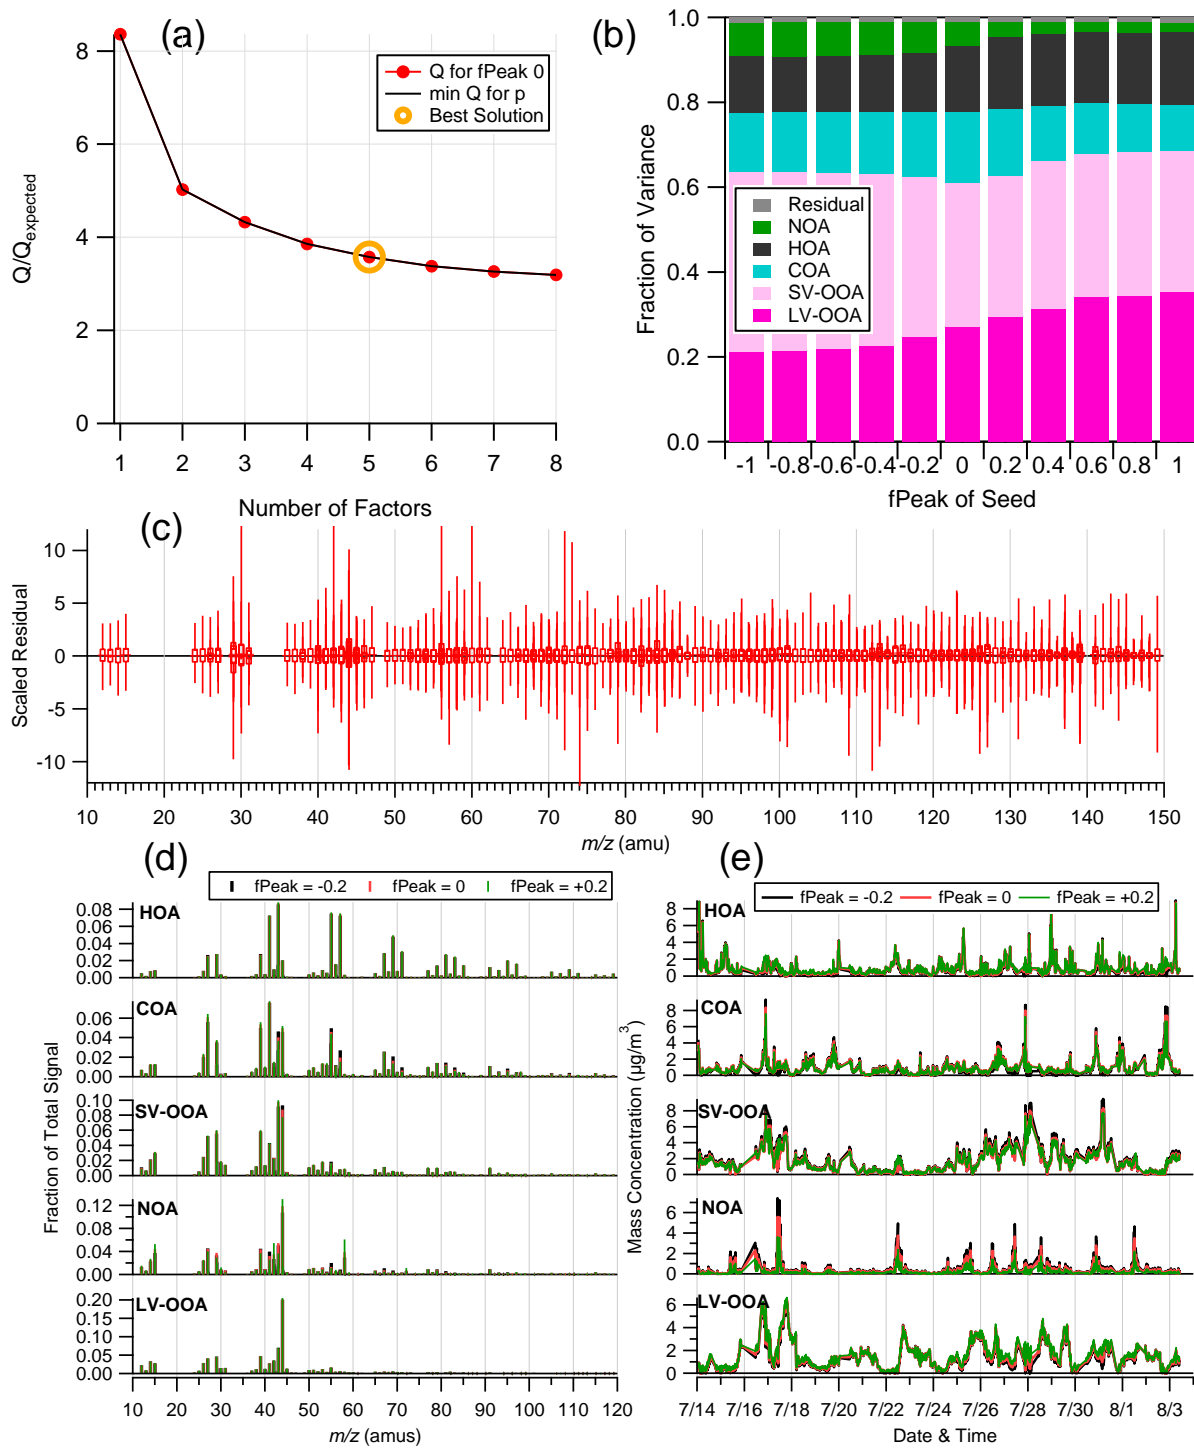 (a)
8
6
4
2
0
Q/Qexpected
Q for fPeak 0
min Q for p
Best Solution
1 2 3 4 5 6 7 8
Number of Factors
(b)
1.0
0.8
0.6
0.4
0.2
0.0
Fraction of Variance
Residual
NOA
HOA
COA
SV-OOA
LV-OOA
-1 -0.8 -0.6 -0.4 -0.2 0 0.2 0.4 0.6 0.8 1
fPeak of Seed
(c)
10
5
0
-5
-10
Scaled Residual
10 20 30 40 50 60 70 80 90 100 110 120 130 140 150
m/z (amu)
(d)
fPeak = -0.2 fPeak = 0 fPeak = +0.2
Fraction of Total Signal
HOA
0.08
0.06
0.04
0.02
0.00
COA
0.06
0.04
0.02
0.00
SV-OOA
0.10
0.08
0.06
0.04
0.02
0.00
NOA
0.12
0.08
0.04
0.00
LV-OOA
0.20
0.15
0.10
0.05
0.00
10 20 30 40 50 60 70 80 90 100 110 120
m/z (amus)
(e)
fPeak = -0.2 fPeak = 0 fPeak = +0.2
Mass Concentration (µg/m³)
HOA
8
6
4
2
0
COA
8
6
4
2
0
SV-OOA
8
6
4
2
0
NOA
6
4
2
0
LV-OOA
6
4
2
0
7/14 7/16 7/18 7/20 7/22 7/24 7/26 7/28 7/30 8/1 8/3
Date & Time